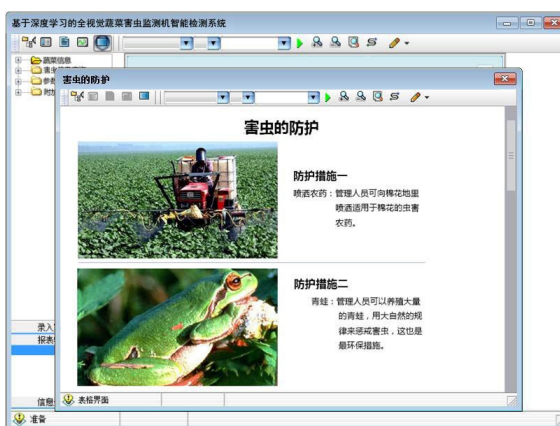 基于深度学习的全视觉蔬菜害虫监测机智能检测系统
蔬菜信息
害虫的防护
害虫的防护
防护措施一
喷洒农药：管理人员可向棉花地里
喷洒适用于棉花的虫害
农药。
防护措施二
青蛙：管理人员可以养殖大量
的青蛙，用大自然的规
律来惩戒害虫，这也是
最环保措施。
录入
报表
信息
表格界面
准备